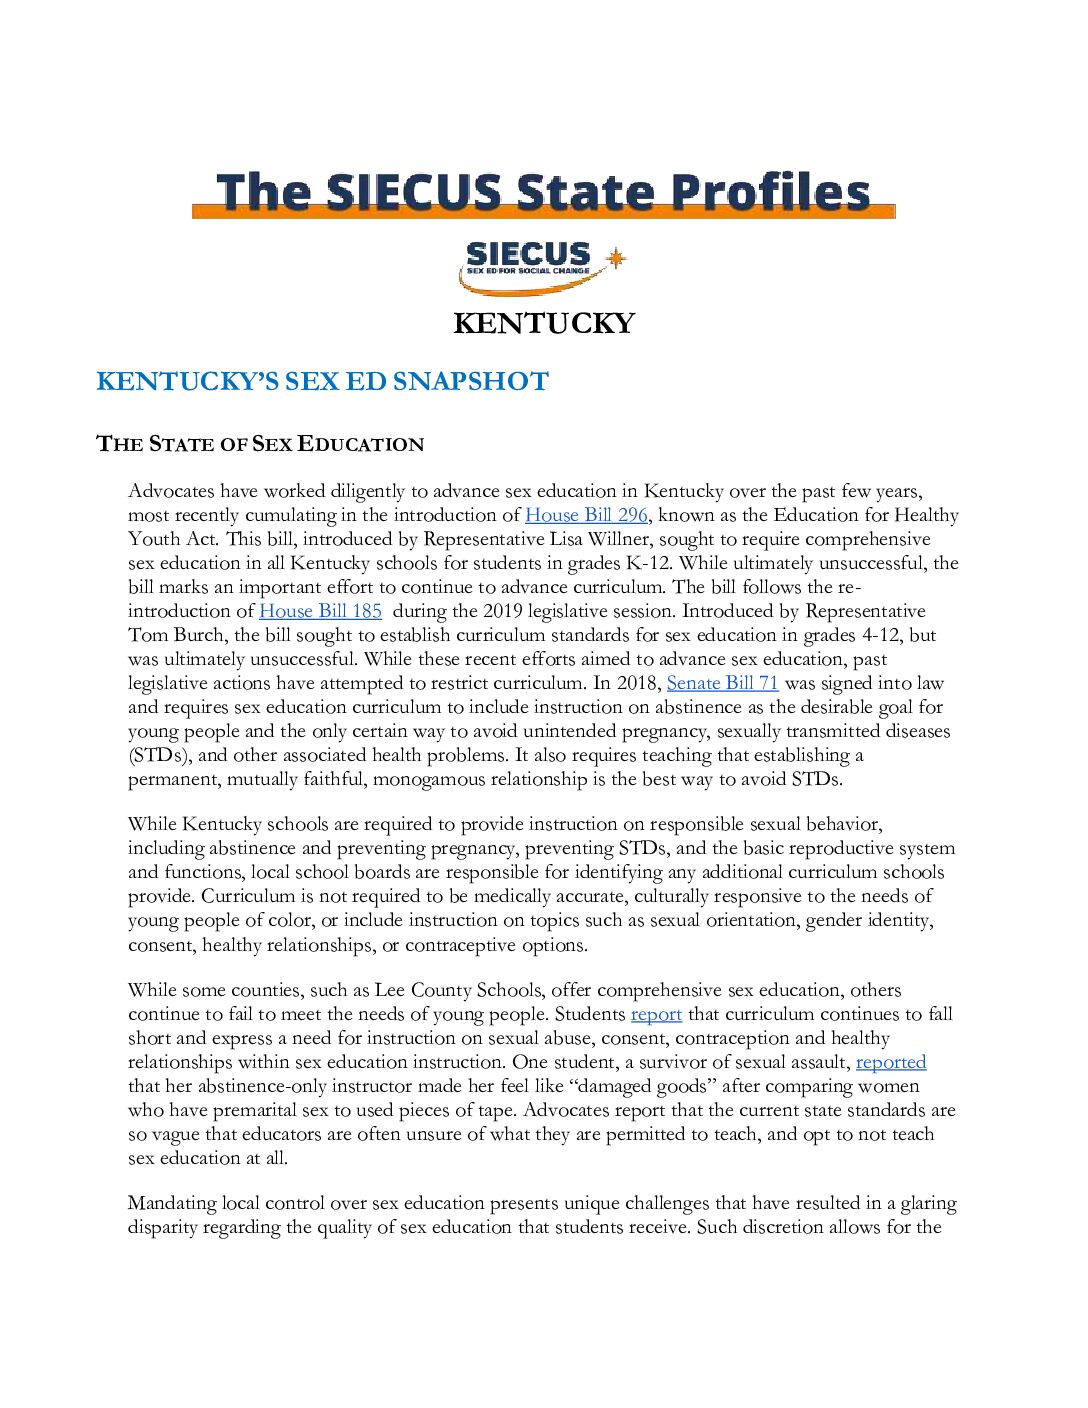 The SIECUS State Profiles
SIECUS
SEX ED FOR SOCIAL CHANGE
KENTUCKY
KENTUCKY’S SEX ED SNAPSHOT
THE STATE OF SEX EDUCATION
Advocates have worked diligently to advance sex education in Kentucky over the past few years,
most recently cumulating in the introduction of House Bill 296, known as the Education for Healthy
Youth Act. This bill, introduced by Representative Lisa Willner, sought to require comprehensive
sex education in all Kentucky schools for students in grades K-12. While ultimately unsuccessful, the
bill marks an important effort to continue to advance curriculum. The bill follows the re-
introduction of House Bill 185 during the 2019 legislative session. Introduced by Representative
Tom Burch, the bill sought to establish curriculum standards for sex education in grades 4-12, but
was ultimately unsuccessful. While these recent efforts aimed to advance sex education, past
legislative actions have attempted to restrict curriculum. In 2018, Senate Bill 71 was signed into law
and requires sex education curriculum to include instruction on abstinence as the desirable goal for
young people and the only certain way to avoid unintended pregnancy, sexually transmitted diseases
(STDs), and other associated health problems. It also requires teaching that establishing a
permanent, mutually faithful, monogamous relationship is the best way to avoid STDs.
While Kentucky schools are required to provide instruction on responsible sexual behavior,
including abstinence and preventing pregnancy, preventing STDs, and the basic reproductive system
and functions, local school boards are responsible for identifying any additional curriculum schools
provide. Curriculum is not required to be medically accurate, culturally responsive to the needs of
young people of color, or include instruction on topics such as sexual orientation, gender identity,
consent, healthy relationships, or contraceptive options.
While some counties, such as Lee County Schools, offer comprehensive sex education, others
continue to fail to meet the needs of young people. Students report that curriculum continues to fall
short and express a need for instruction on sexual abuse, consent, contraception and healthy
relationships within sex education instruction. One student, a survivor of sexual assault, reported
that her abstinence-only instructor made her feel like “damaged goods” after comparing women
who have premarital sex to used pieces of tape. Advocates report that the current state standards are
so vague that educators are often unsure of what they are permitted to teach, and opt to not teach
sex education at all.
Mandating local control over sex education presents unique challenges that have resulted in a glaring
disparity regarding the quality of sex education that students receive. Such discretion allows for the